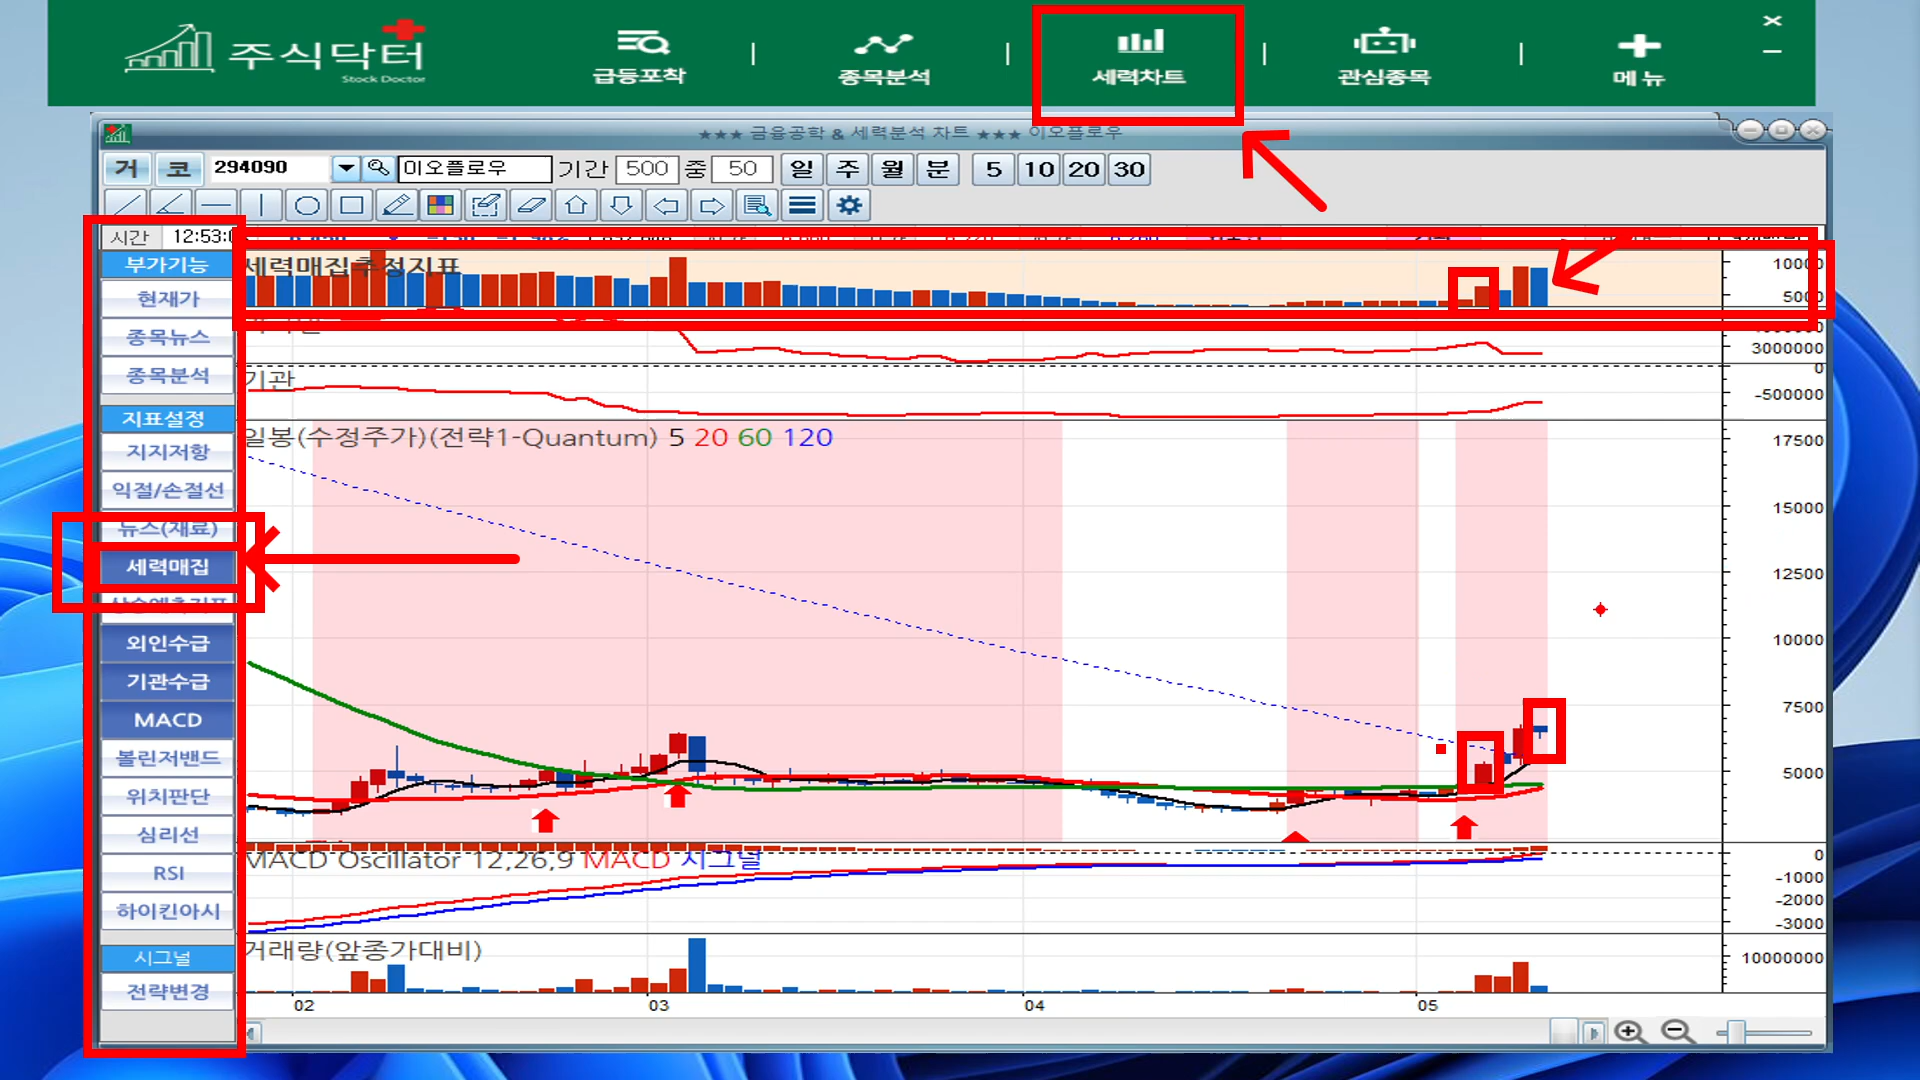 주식닥터
Stock Doctor
급등포착
종목분석
세력차트
관심종목
메뉴
★★★ 금융공학 & 세력분석 차트 ★★★ 이오플로우
거 코 294090 이오플로우 기간 500 중 50 일 주 월 분 5 10 20 30
시간
부가기능
현재가
종목뉴스
종목분석
지표설정
지지저항
익절/손절선
뉴스(재료)
세력매집
외인수급
기관수급
MACD
볼린저밴드
위치판단
심리선
RSI
하이킨아시
시그널
전략변경
세력매집추정지표
10000
5000
3000000
기관
0
-500000
일봉(수정주가)(전략1-Quantum) 5 20 60 120
17500
15000
12500
10000
7500
5000
MACD Oscillator 12,26,9 MACD 시그널
0
-1000
-2000
-3000
거래량(앞종가대비)
10000000
02 03 04 05